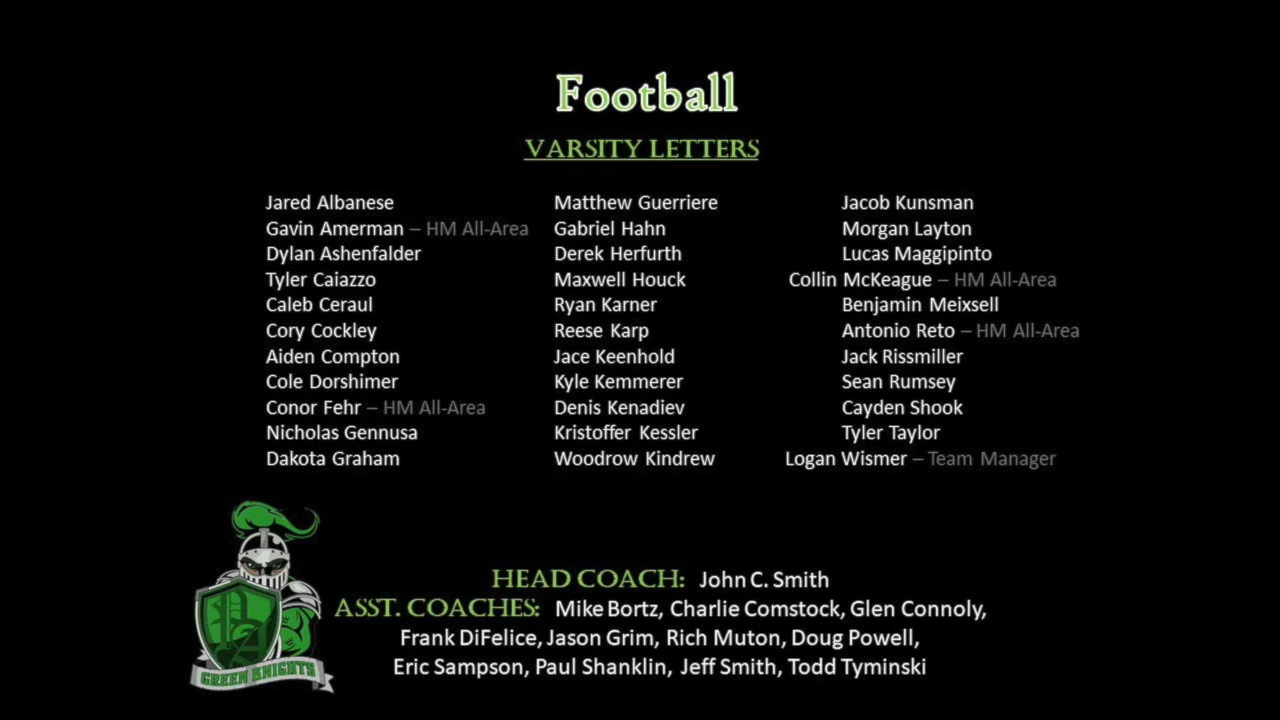 Football
VARSITY LETTERS
Jared Albanese
Gavin Amerman – HM All-Area
Dylan Ashenfalder
Tyler Caiazzo
Caleb Ceraul
Cory Cockley
Aiden Compton
Cole Dorshimer
Conor Fehr – HM All-Area
Nicholas Gennusa
Dakota Graham
Matthew Guerriere
Gabriel Hahn
Derek Herfurth
Maxwell Houck
Ryan Karner
Reese Karp
Jace Keenhold
Kyle Kemmerer
Denis Kenadiev
Kristoffer Kessler
Woodrow Kindrew
Jacob Kunsman
Morgan Layton
Lucas Maggipinto
Collin McKeague – HM All-Area
Benjamin Meixsell
Antonio Reto – HM All-Area
Jack Rissmiller
Sean Rumsey
Cayden Shook
Tyler Taylor
Logan Wismer – Team Manager
HEAD COACH: John C. Smith
ASST. COACHES: Mike Bortz, Charlie Comstock, Glen Connoly,
Frank DiFelice, Jason Grim, Rich Muton, Doug Powell,
Eric Sampson, Paul Shanklin, Jeff Smith, Todd Tyminski
PA
GREEN KNIGHTS